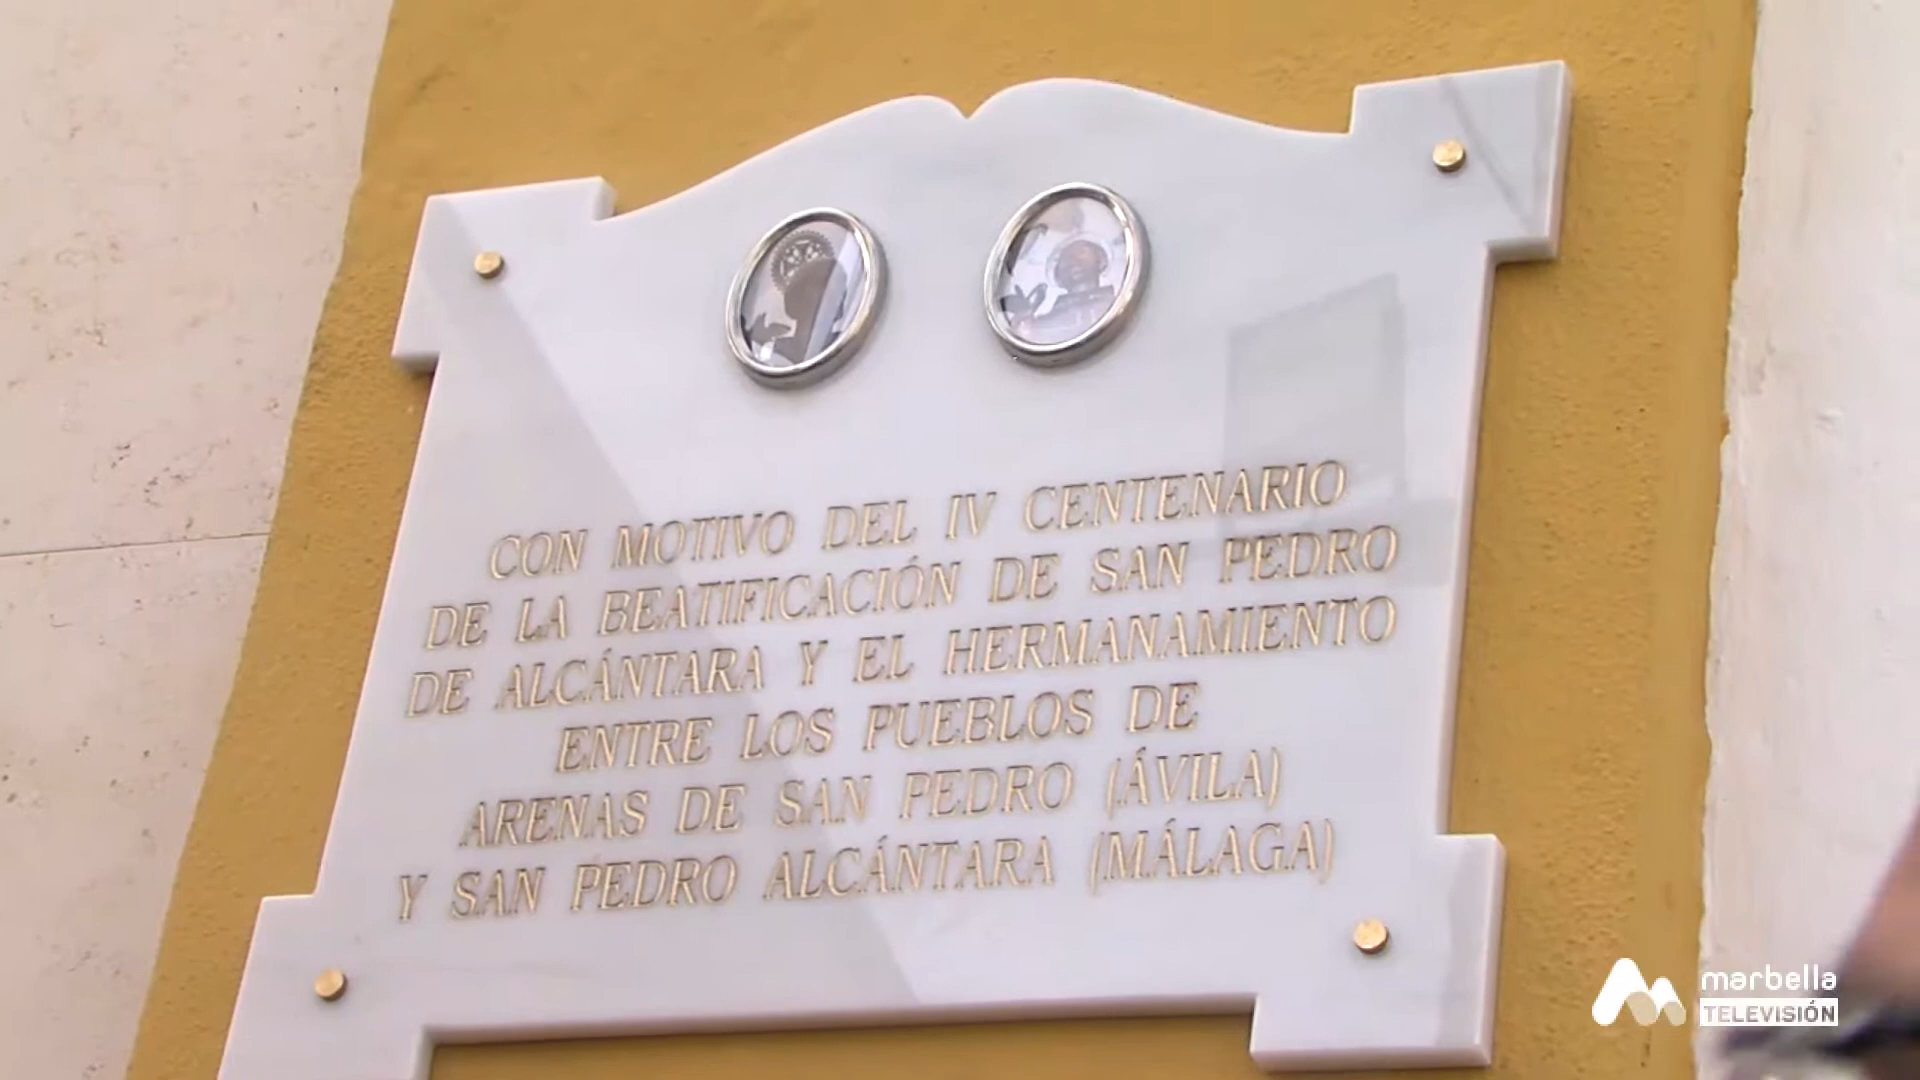 CON MOTIVO DEL IV CENTENARIO
DE LA BEATIFICACIÓN DE SAN PEDRO
DE ALCÁNTARA Y EL HERMANAMIENTO
ENTRE LOS PUEBLOS DE
ARENAS DE SAN PEDRO (ÁVILA)
Y SAN PEDRO ALCÁNTARA (MÁLAGA)
marbella
TELEVISIÓN